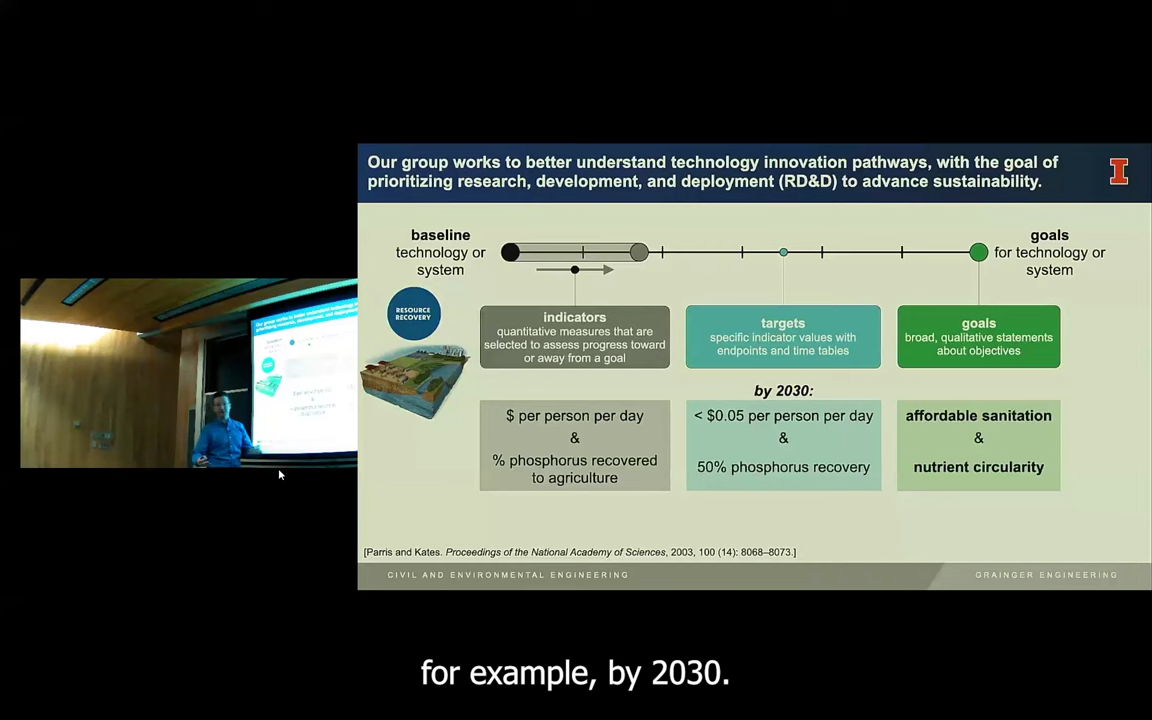 Our group works to better understand technology innovation pathways, with the goal of
prioritizing research, development, and deployment (RD&D) to advance sustainability.
I
baseline
technology or
system
goals
for technology or
system
RESOURCE
RECOVERY
indicators
quantitative measures that are
selected to assess progress toward
or away from a goal
targets
specific indicator values with
endpoints and time tables
goals
broad, qualitative statements
about objectives
by 2030:
$ per person per day
&
% phosphorus recovered
to agriculture
< $0.05 per person per day
&
50% phosphorus recovery
affordable sanitation
&
nutrient circularity
[Parris and Kates. Proceedings of the National Academy of Sciences, 2003, 100 (14): 8068–8073.]
CIVIL AND ENVIRONMENTAL ENGINEERING
GRAINGER ENGINEERING
for example, by 2030.